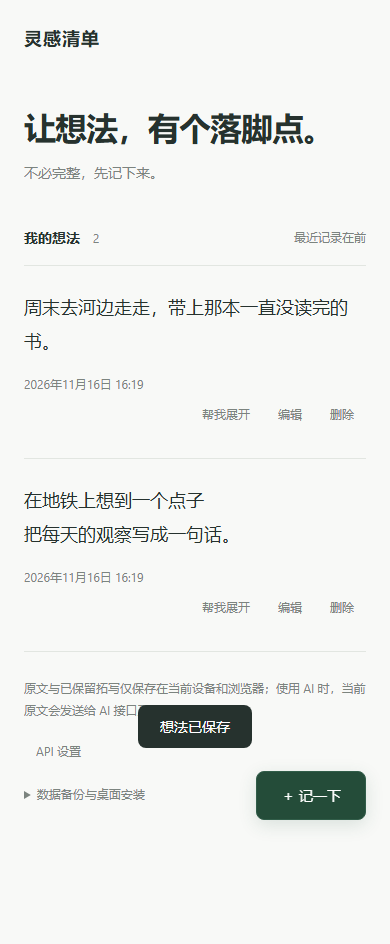 灵感清单
让想法，有个落脚点。
不必完整，先记下来。
我的想法 2 最近记录在前
周末去河边走走，带上那本一直没读完的
书。
2026年11月16日 16:19
帮我展开 编辑 删除
在地铁上想到一个点子
把每天的观察写成一句话。
2026年11月16日 16:19
帮我展开 编辑 删除
原文与已保留拓写仅保存在当前设备和浏览器；使用 AI 时，当前
原文会发送给 AI 接口
想法已保存
API 设置
▶ 数据备份与桌面安装
+ 记一下